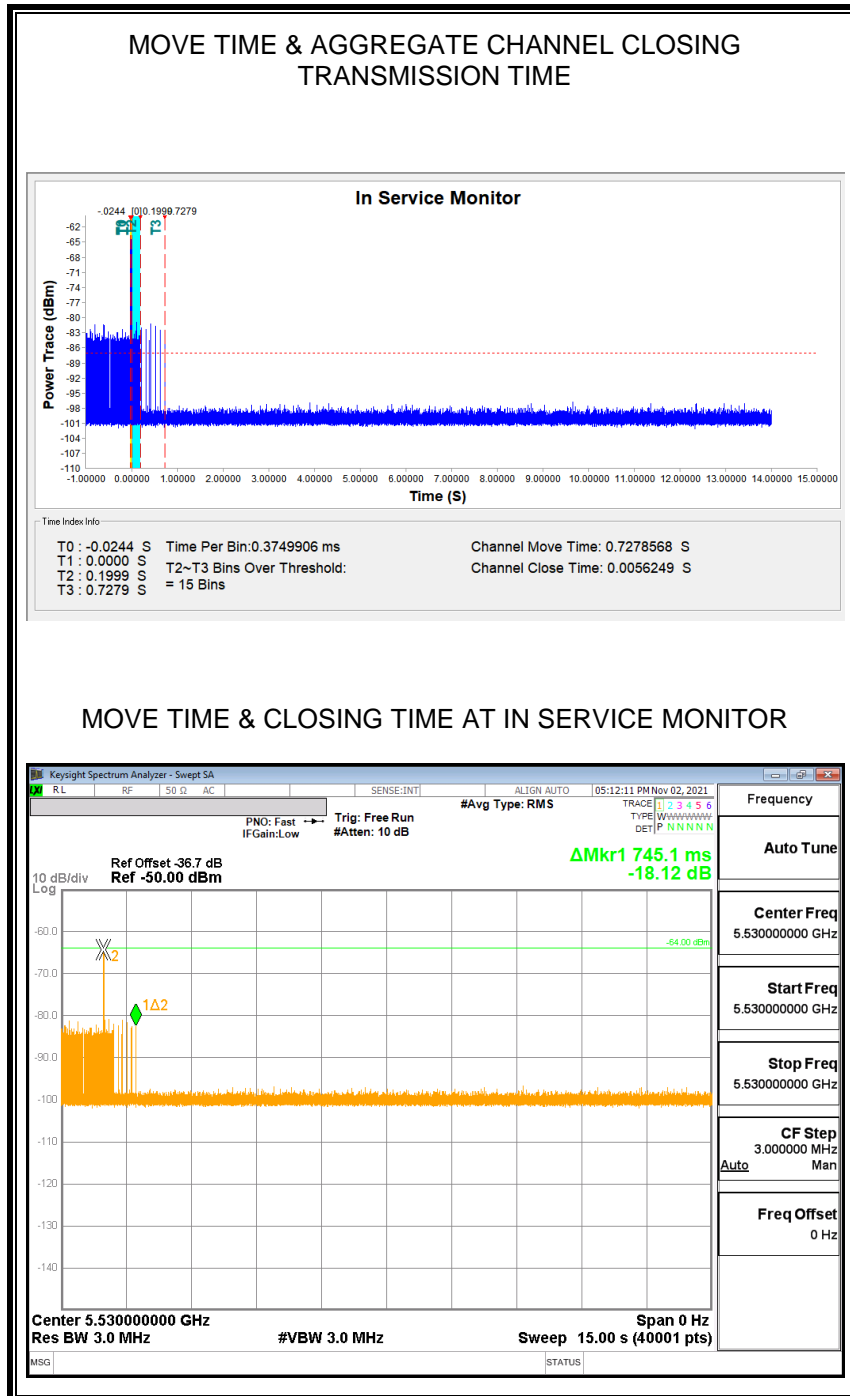 MOVE TIME & AGGREGATE CHANNEL CLOSING
TRANSMISSION TIME
In Service Monitor
-.0244 [0]
T2
T3
Power Trace (dBm)
-62
-65
-68
-71
-74
-77
-80
-83
-86
-89
-92
-95
-98
-101
-104
-107
-110
-1.00000 0.00000 1.00000 2.00000 3.00000 4.00000 5.00000 6.00000 7.00000 8.00000 9.00000 10.00000 11.00000 12.00000 13.00000 14.00000 15.00000
Time (S)
Time Index Info
T0 : -0.0244 S
T1 : 0.0000 S
T2 : 0.1999 S
T3 : 0.7279 S
Time Per Bin:0.3749906 ms
T2~T3 Bins Over Threshold:
= 15 Bins
Channel Move Time: 0.7278568 S
Channel Close Time: 0.0056249 S
MOVE TIME & CLOSING TIME AT IN SERVICE MONITOR
Keysight Spectrum Analyzer - Swept SA
LXI RL RF 50 Ω AC SENSE:INT ALIGN AUTO 05:12:11 PM Nov 02, 2021
PNO: Fast
IFGain:Low
Trig: Free Run
#Atten: 10 dB
#Avg Type: RMS
TRACE 1 2 3 4 5 6
TYPE WWWWWW
DET P N N N N N
ΔMkr1 745.1 ms
-18.12 dB
10 dB/div
Log
Ref Offset -36.7 dB
Ref -50.00 dBm
-60.0
-70.0
-80.0
-90.0
-100
-110
-120
-130
-140
-64.00 dBm
2
1Δ2
Center 5.530000000 GHz
Res BW 3.0 MHz
#VBW 3.0 MHz
Span 0 Hz
Sweep 15.00 s (40001 pts)
MSG
STATUS
Frequency
Auto Tune
Center Freq
5.530000000 GHz
Start Freq
5.530000000 GHz
Stop Freq
5.530000000 GHz
CF Step
3.000000 MHz
Auto Man
Freq Offset
0 Hz